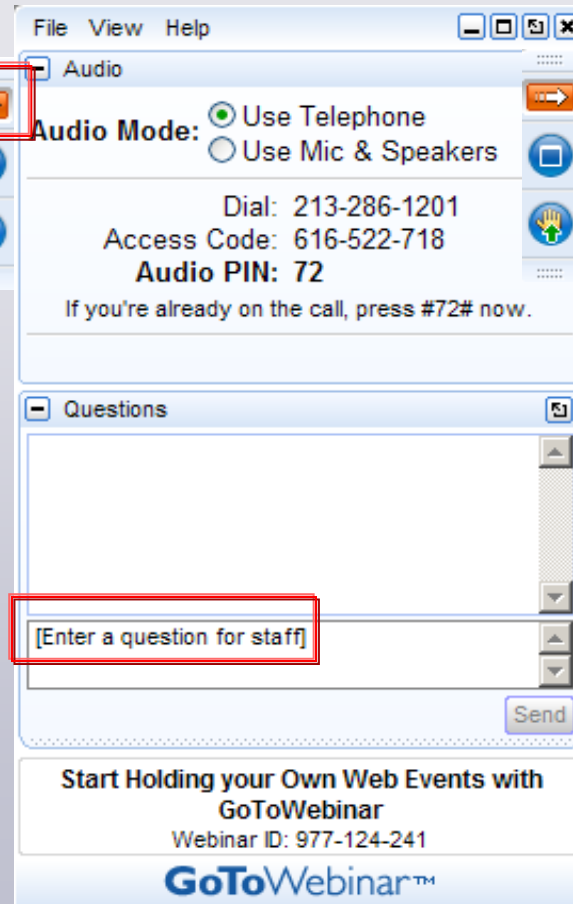 File View Help
Audio
Audio Mode: Use Telephone
Use Mic & Speakers
Dial: 213-286-1201
Access Code: 616-522-718
Audio PIN: 72
If you're already on the call, press #72# now.
Questions
[Enter a question for staff]
Send
Start Holding your Own Web Events with
GoToWebinar
Webinar ID: 977-124-241
GoToWebinar™